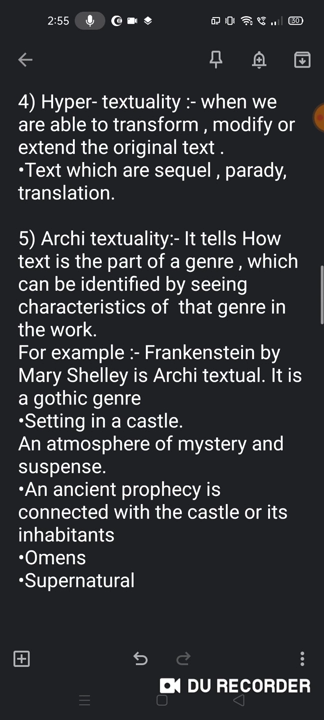 2:55
50
4) Hyper- textuality :- when we
are able to transform , modify or
extend the original text .
•Text which are sequel , parady,
translation.
5) Archi textuality:- It tells How
text is the part of a genre , which
can be identified by seeing
characteristics of  that genre in
the work.
For example :- Frankenstein by
Mary Shelley is Archi textual. It is
a gothic genre
•Setting in a castle.
An atmosphere of mystery and
suspense.
•An ancient prophecy is
connected with the castle or its
inhabitants
•Omens
•Supernatural
DU RECORDER